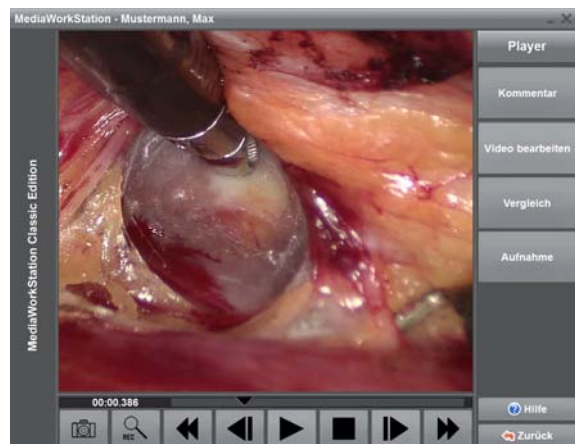 MediaWorkStation - Mustermann, Max
Player
Kommentar
Video bearbeiten
Vergleich
Aufnahme
MediaWorkStation Classic Edition
00:00.386
REC
Hilfe
Zurück